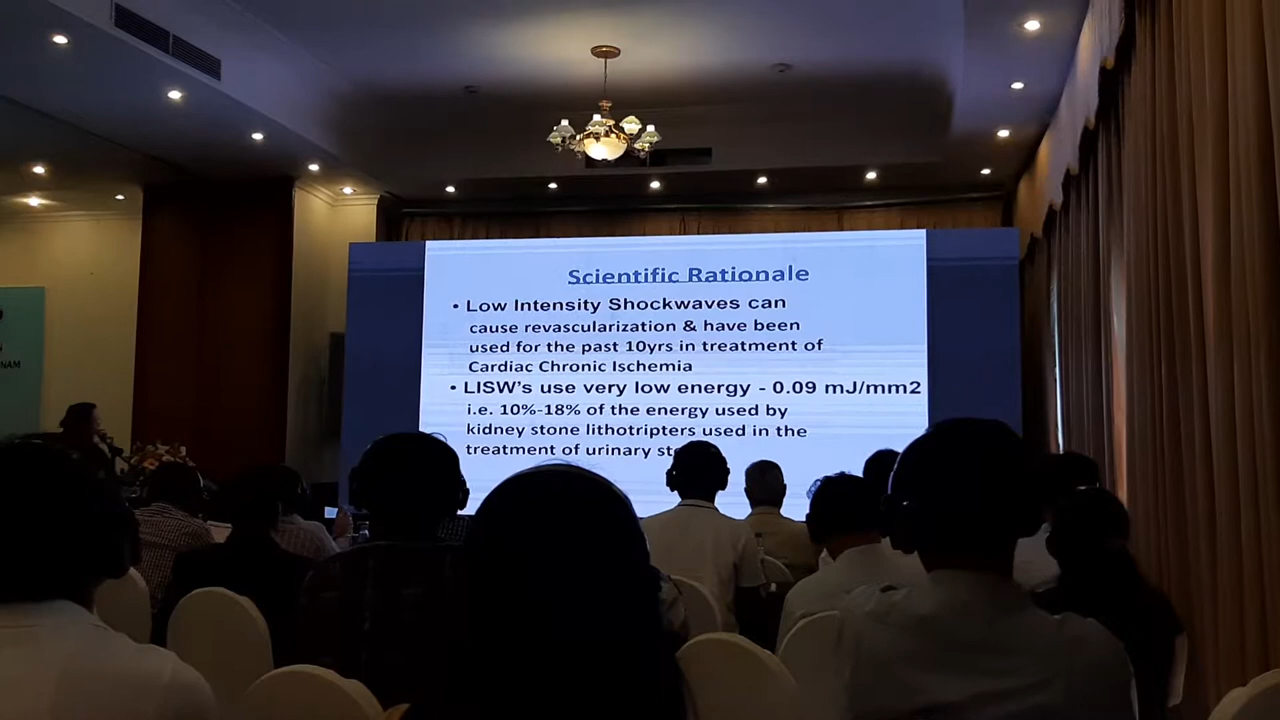 Scientific Rationale
• Low Intensity Shockwaves can
cause revascularization & have been
used for the past 10yrs in treatment of
Cardiac Chronic Ischemia
• LISW's use very low energy - 0.09 mJ/mm2
i.e. 10%-18% of the energy used by
kidney stone lithotripters used in the
treatment of urinary
NAM